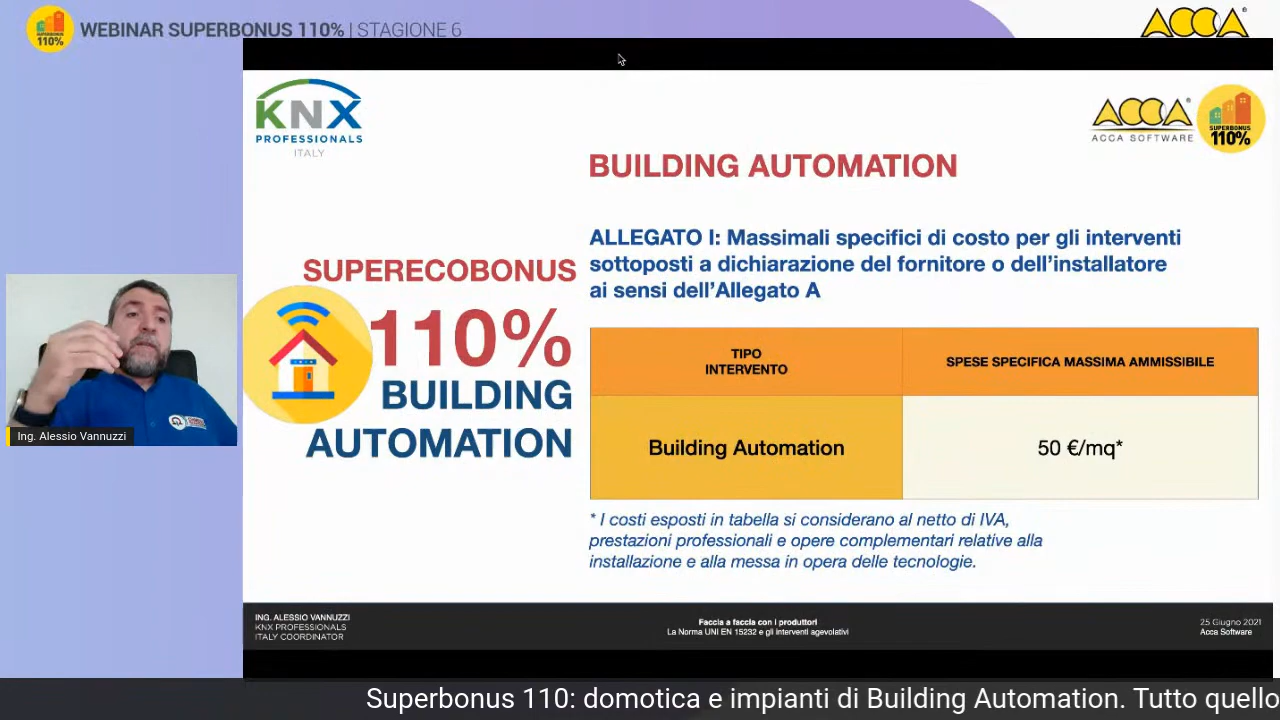 SUPERBONUS
110%
WEBINAR SUPERBONUS 110% | STAGIONE 6
ACCA
KNX
PROFESSIONALS
ITALY
ACCA
ACCA SOFTWARE
SUPERBONUS
110%
BUILDING AUTOMATION
ALLEGATO I: Massimali specifici di costo per gli interventi
sottoposti a dichiarazione del fornitore o dell'installatore
ai sensi dell'Allegato A
SUPERECOBONUS
110%
BUILDING
AUTOMATION
TIPO
INTERVENTO
SPESE SPECIFICA MASSIMA AMMISSIBILE
Building Automation
50 €/mq*
* I costi esposti in tabella si considerano al netto di IVA,
prestazioni professionali e opere complementari relative alla
installazione e alla messa in opera delle tecnologie.
Ing. Alessio Vannuzzi
ING. ALESSIO VANNUZZI
KNX PROFESSIONALS
ITALY COORDINATOR
Faccia a faccia con i produttori
La Norma UNI EN 15232 e gli interventi agevolativi
25 Giugno 2021
Acca Software
Superbonus 110: domotica e impianti di Building Automation. Tutto quello